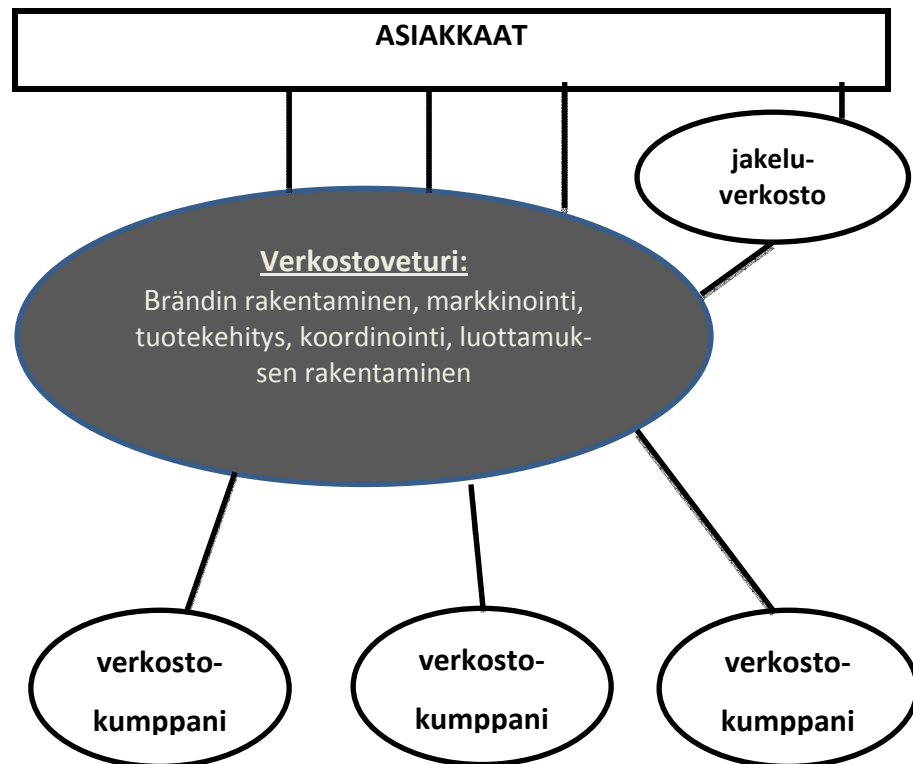 ASIAKKAAT
jakelu-
verkosto
Verkostoveturi:
Brändin rakentaminen, markkinointi,
tuotekehitys, koordinointi, luottamuk-
sen rakentaminen
verkosto-
kumppani
verkosto-
kumppani
verkosto-
kumppani